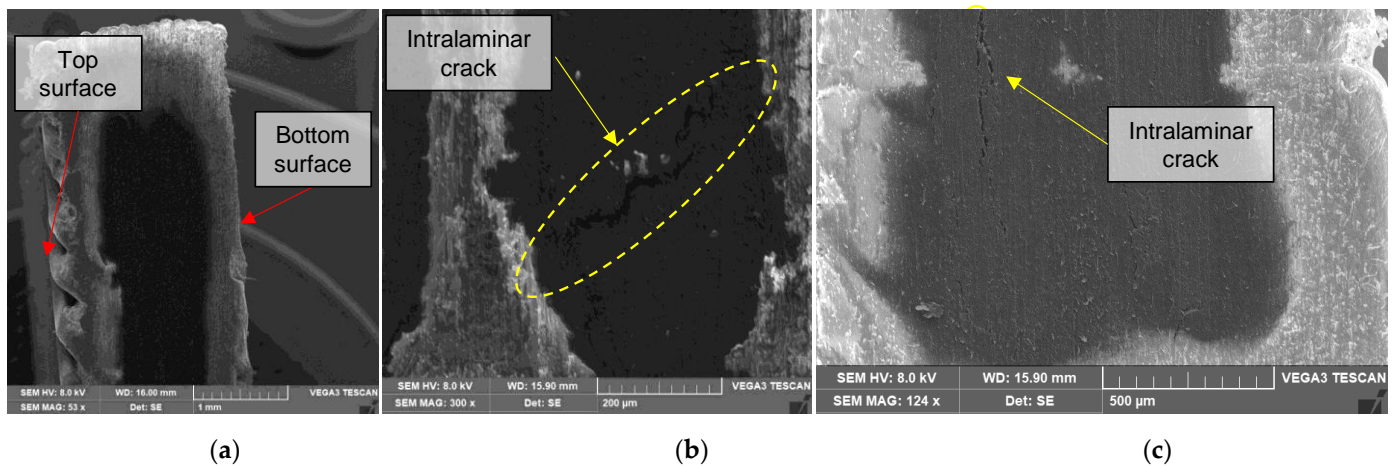 Top
surface
Bottom
surface
SEM HV: 8.0 kV WD: 16.00 mm VEGA3 TESCAN
SEM MAG: 53 x Det: SE 1 mm
(a)
Intralaminar
crack
SEM HV: 8.0 kV WD: 15.90 mm VEGA3 TESCAN
SEM MAG: 300 x Det: SE 200 µm
(b)
Intralaminar
crack
SEM HV: 8.0 kV WD: 15.90 mm VEGA3 TESCAN
SEM MAG: 124 x Det: SE 500 µm
(c)